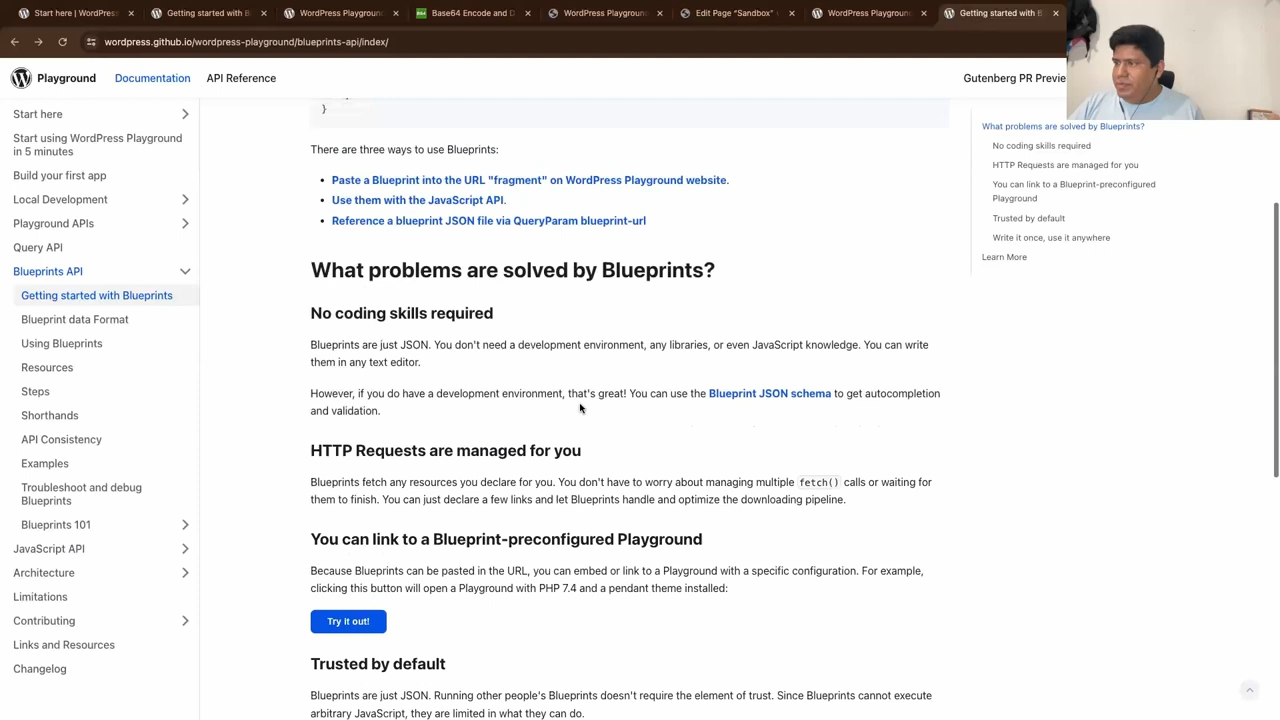 Start here | WordPress
Getting started with B
WordPress Playground
Base64 Encode and D
WordPress Playground
Edit Page “Sandbox”
WordPress Playground
Getting started with B
wordpress.github.io/wordpress-playground/blueprints-api/index/
Playground Documentation API Reference Gutenberg PR Previe
Start here
Start using WordPress Playground
in 5 minutes
Build your first app
Local Development
Playground APIs
Query API
Blueprints API
Getting started with Blueprints
Blueprint data Format
Using Blueprints
Resources
Steps
Shorthands
API Consistency
Examples
Troubleshoot and debug
Blueprints
Blueprints 101
JavaScript API
Architecture
Limitations
Contributing
Links and Resources
Changelog
}
There are three ways to use Blueprints:
• Paste a Blueprint into the URL "fragment" on WordPress Playground website.
• Use them with the JavaScript API.
• Reference a blueprint JSON file via QueryParam blueprint-url
What problems are solved by Blueprints?
No coding skills required
Blueprints are just JSON. You don't need a development environment, any libraries, or even JavaScript knowledge. You can write
them in any text editor.
However, if you do have a development environment, that's great! You can use the Blueprint JSON schema to get autocompletion
and validation.
HTTP Requests are managed for you
Blueprints fetch any resources you declare for you. You don't have to worry about managing multiple fetch() calls or waiting for
them to finish. You can just declare a few links and let Blueprints handle and optimize the downloading pipeline.
You can link to a Blueprint-preconfigured Playground
Because Blueprints can be pasted in the URL, you can embed or link to a Playground with a specific configuration. For example,
clicking this button will open a Playground with PHP 7.4 and a pendant theme installed:
Try it out!
Trusted by default
Blueprints are just JSON. Running other people's Blueprints doesn't require the element of trust. Since Blueprints cannot execute
arbitrary JavaScript, they are limited in what they can do.
What problems are solved by Blueprints?
No coding skills required
HTTP Requests are managed for you
You can link to a Blueprint-preconfigured
Playground
Trusted by default
Write it once, use it anywhere
Learn More